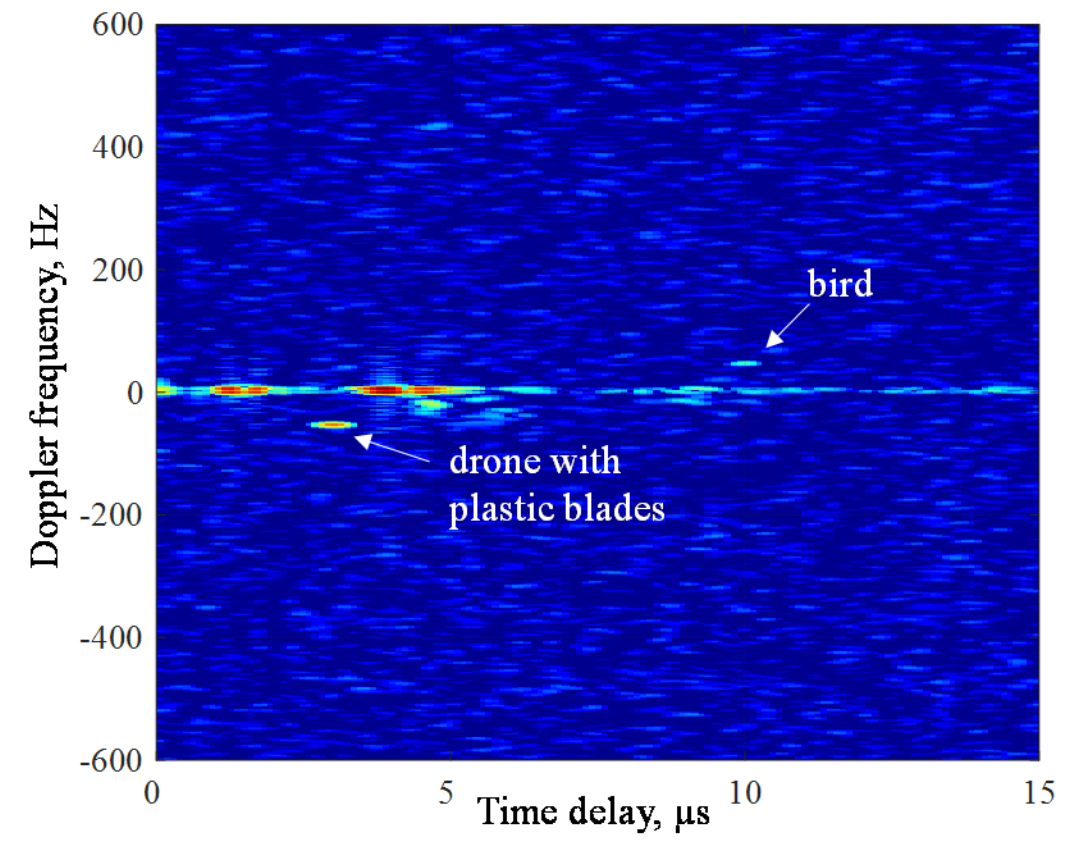 600
400
200
0
-200
-400
-600
Doppler frequency, Hz
bird
drone with
plastic blades
0
5
10
15
Time delay, μs